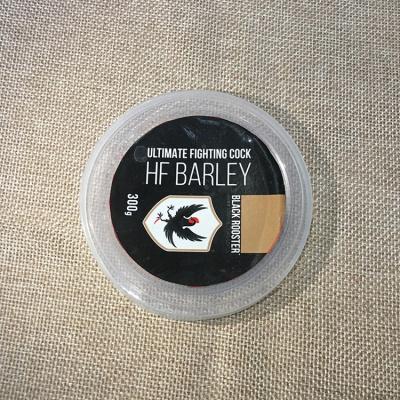 ULTIMATE FIGHTING COCK
HF BARLEY
BLACK ROOSTER
300g